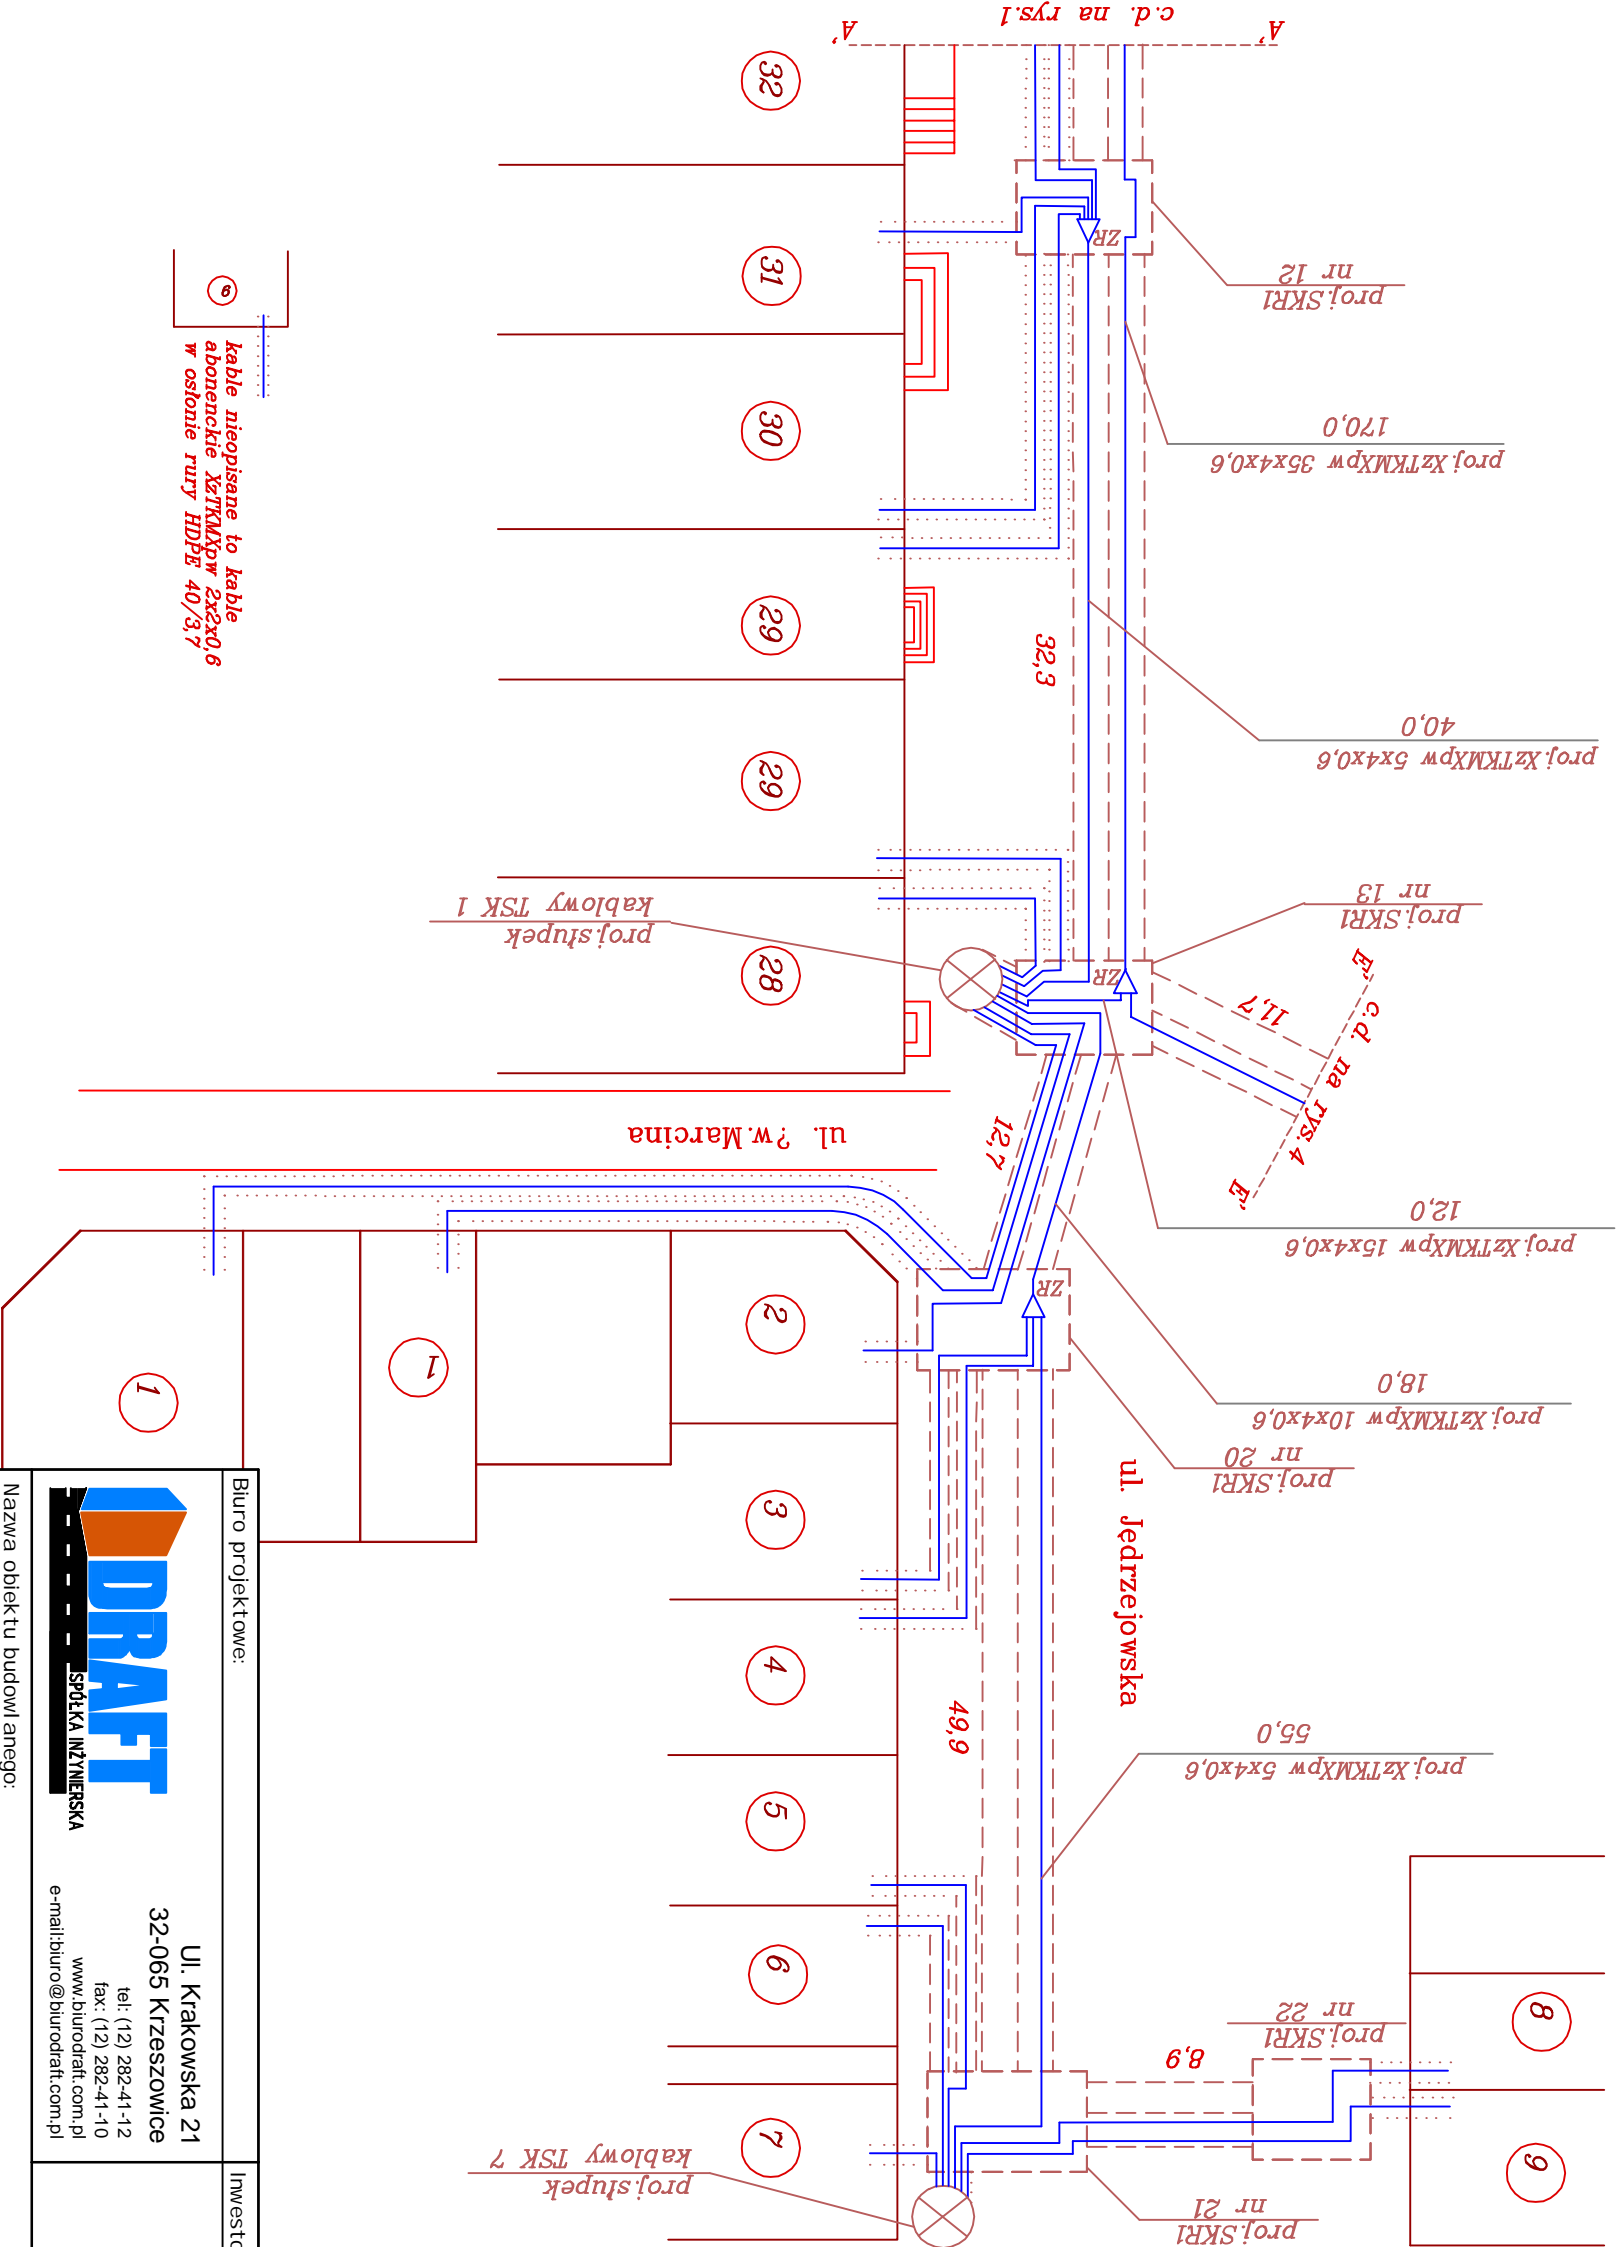 c.d. na rys.1
A'
A'
32
31
30
29
29
28
ZR
proj.SKR1
nr 12
proj.XzTKMXpw 35x4x0,6
170,0
proj.XzTKMXpw 5x4x0,6
40,0
32,3
9
kable nieopisane to kable
abonenckie XzTKMXpw 2x2x0,6
w osłonie rury HDPE 40/3,7
proj.SKR1
nr 13
ZR
proj.słupek
kablowy TSK 1
E'
c.d. na rys.4
E'
11,7
12,7
ul. ?w.Marcina
proj.XzTKMXpw 15x4x0,6
12,0
ZR
proj.XzTKMXpw 10x4x0,6
18,0
proj.SKR1
nr 20
1
1
2
3
4
5
6
7
8
9
ul. Jędrzejowska
49,9
proj.XzTKMXpw 5x4x0,6
55,0
proj.SKR1
nr 22
8,9
proj.SKR1
nr 21
proj.słupek
kablowy TSK 7
Biuro projektowe:
DRAFT
SPÓŁKA INŻYNIERSKA
Ul. Krakowska 21
32-065 Krzeszowice
tel: (12) 282-41-12
fax: (12) 282-41-10
www.biurodraft.com.pl
e-mail:biuro@biurodraft.com.pl
Nazwa obiektu budowlanego: